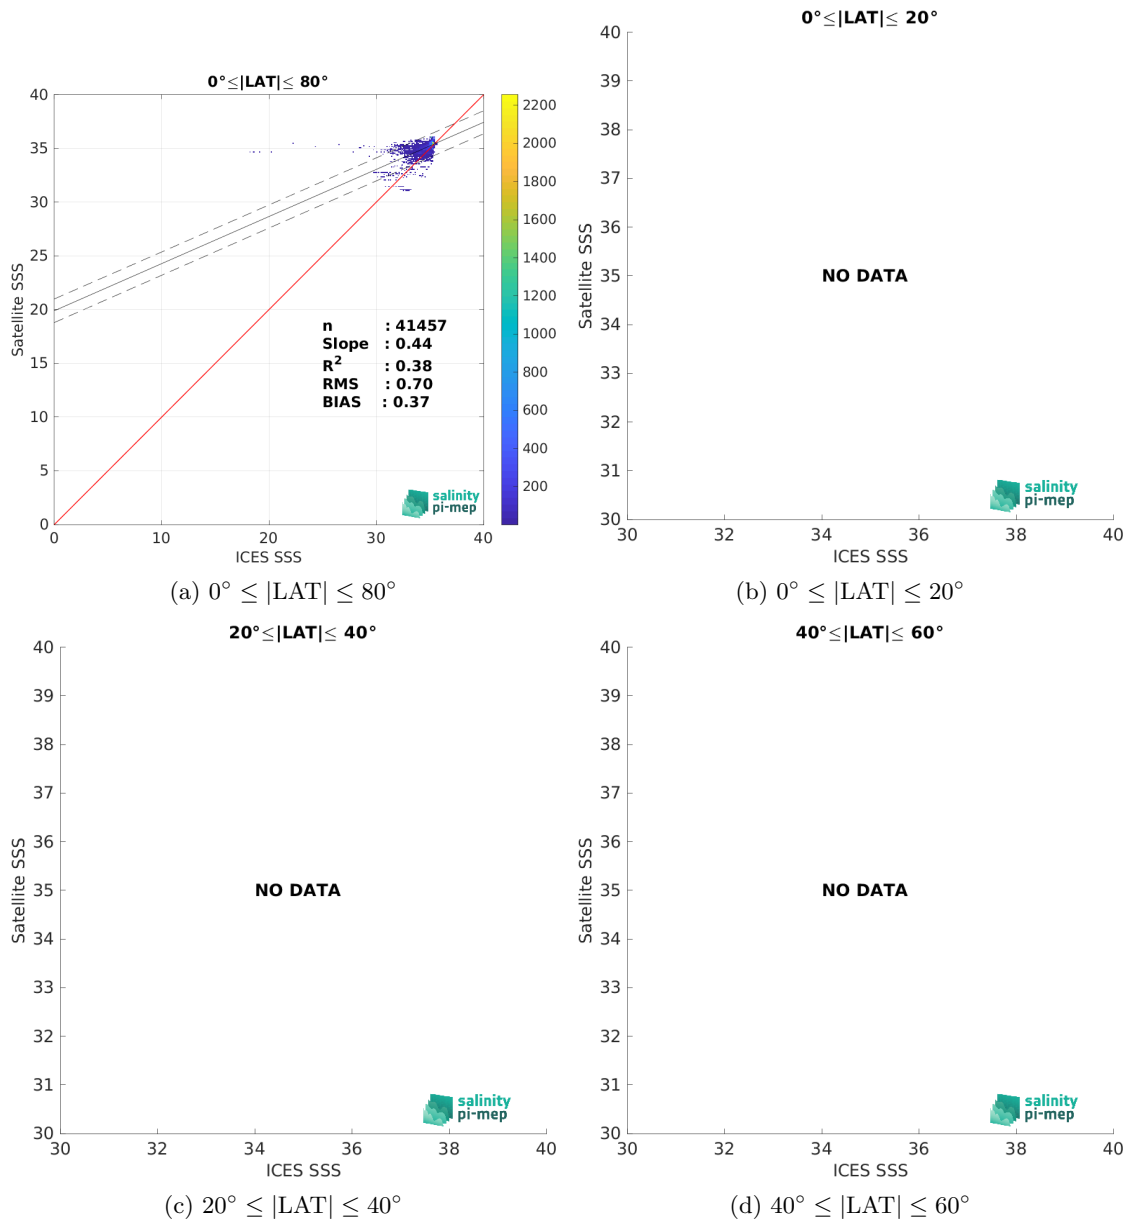 0°≤|LAT|≤ 80°
40
35
30
25
20
15
10
5
0
Satellite SSS
0
10
20
30
40
ICES SSS
n : 41457
Slope : 0.44
R² : 0.38
RMS : 0.70
BIAS : 0.37
salinity
pi-mep
2200
2000
1800
1600
1400
1200
1000
800
600
400
200
(a) 0° ≤ |LAT| ≤ 80°
0°≤|LAT|≤ 20°
40
39
38
37
36
35
34
33
32
31
30
Satellite SSS
NO DATA
salinity
pi-mep
30
32
34
36
38
40
ICES SSS
(b) 0° ≤ |LAT| ≤ 20°
20°≤|LAT|≤ 40°
40
39
38
37
36
35
34
33
32
31
30
Satellite SSS
NO DATA
salinity
pi-mep
30
32
34
36
38
40
ICES SSS
(c) 20° ≤ |LAT| ≤ 40°
40°≤|LAT|≤ 60°
40
39
38
37
36
35
34
33
32
31
30
Satellite SSS
NO DATA
salinity
pi-mep
30
32
34
36
38
40
ICES SSS
(d) 40° ≤ |LAT| ≤ 60°